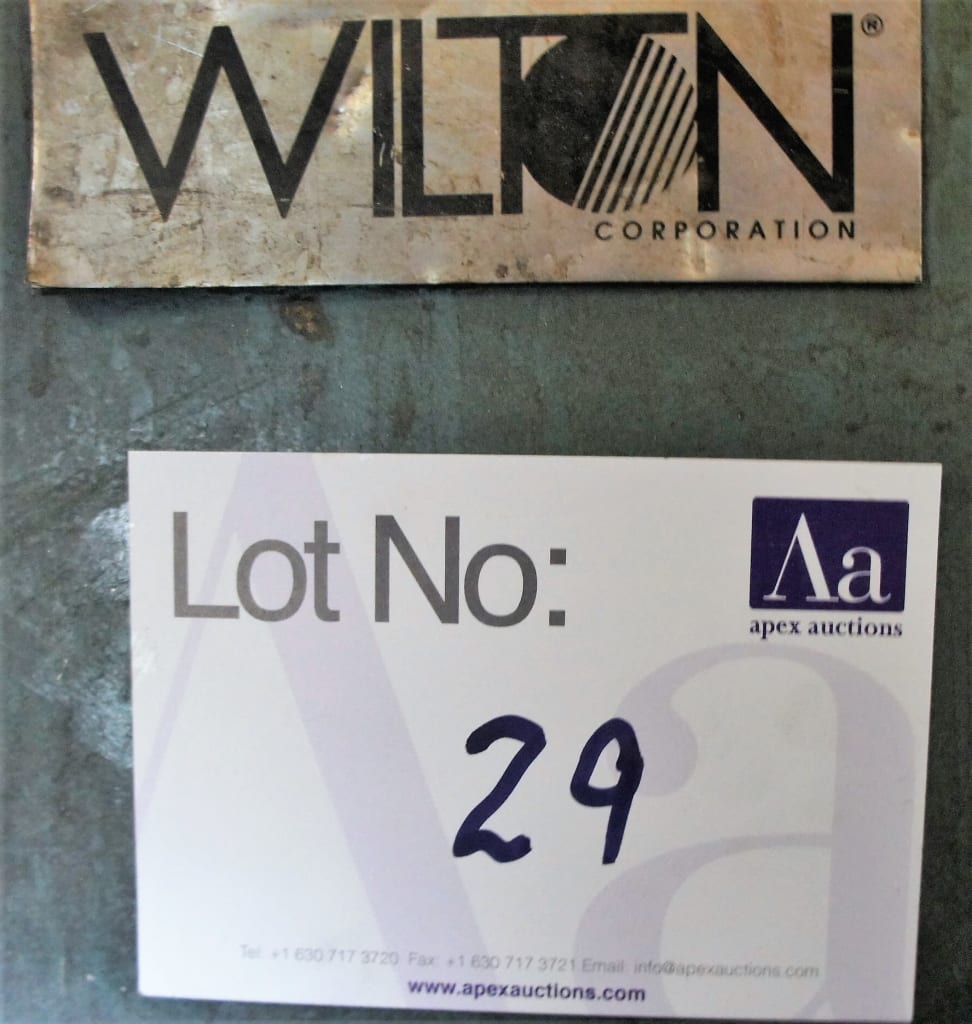 WILTON®
CORPORATION
Lot No:
Aa
apex auctions
29
Tel: +1 630 717 3720 Fax: +1 630 717 3721 Email: info@apexauctions.com
www.apexauctions.com